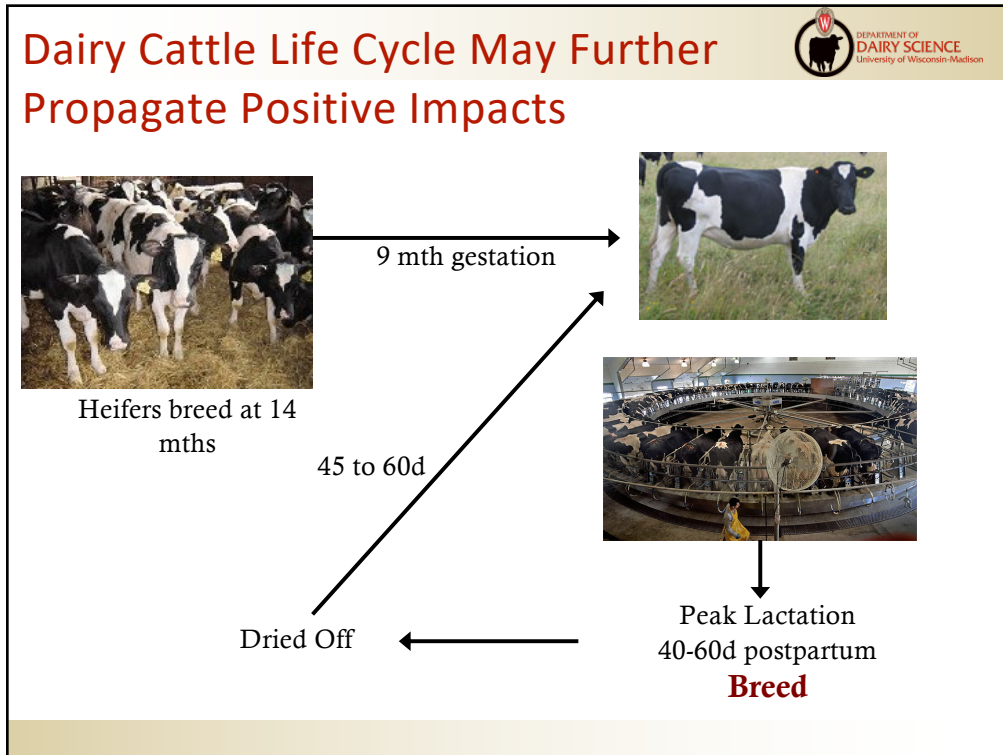 Dairy Cattle Life Cycle May Further
Propagate Positive Impacts
W
DEPARTMENT OF
DAIRY SCIENCE
University of Wisconsin-Madison
9 mth gestation
Heifers breed at 14
mths
45 to 60d
Dried Off
Peak Lactation
40-60d postpartum
Breed